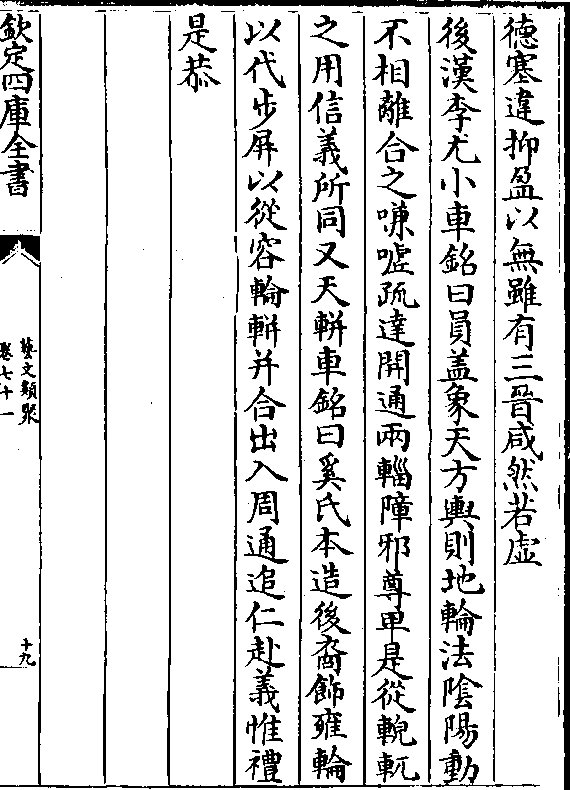 德塞違抑盈以無雖有三晉咸然若虛
後漢李尤小車銘曰員盖象天方輿則地輪法陰陽動
不相離合之嗛噓疏達開通兩輜障邪尊卑是從輗軏
之用信義所同又天軿車銘曰奚氏本造後裔飾雍輪
以代步屏以從容輪軿并合出入周通追仁赴義惟禮
是恭
欽定四庫全書
藝文類聚
卷七十一
十九